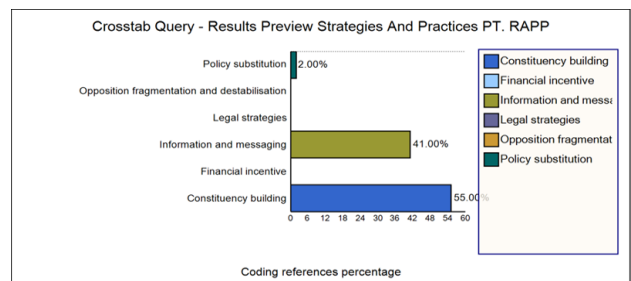 Crosstab Query - Results Preview Strategies And Practices PT. RAPP
Policy substitution
2.00%
Opposition fragmentation and destabilisation
Legal strategies
Information and messaging
41.00%
Financial incentive
Constituency building
55.00%
0 6 12 18 24 30 36 42 48 54 60
Coding references percentage
Constituency building
Financial incentive
Information and messa
Legal strategies
Opposition fragmentat
Policy substitution